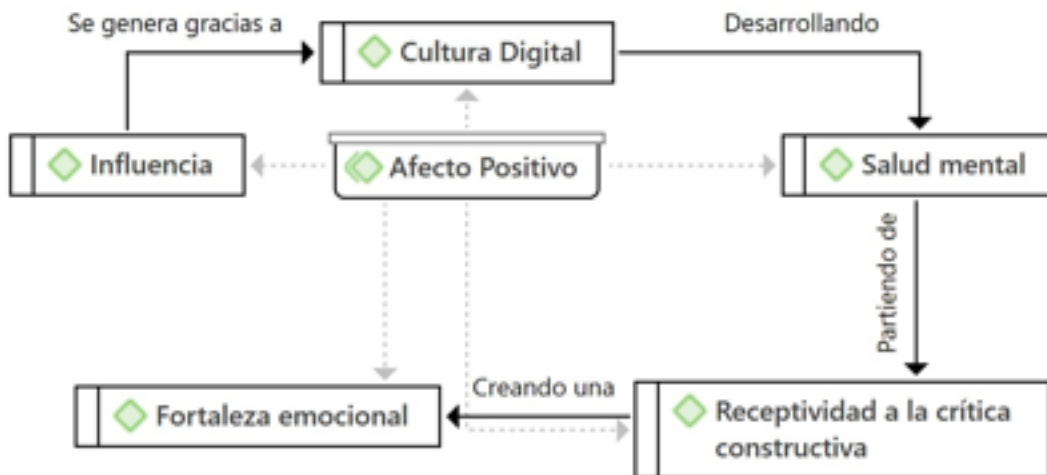 Se genera gracias a
Cultura Digital
Desarrollando
Influencia
Afecto Positivo
Salud mental
Partiendo de
Fortaleza emocional
Creando una
Receptividad a la crítica
constructiva